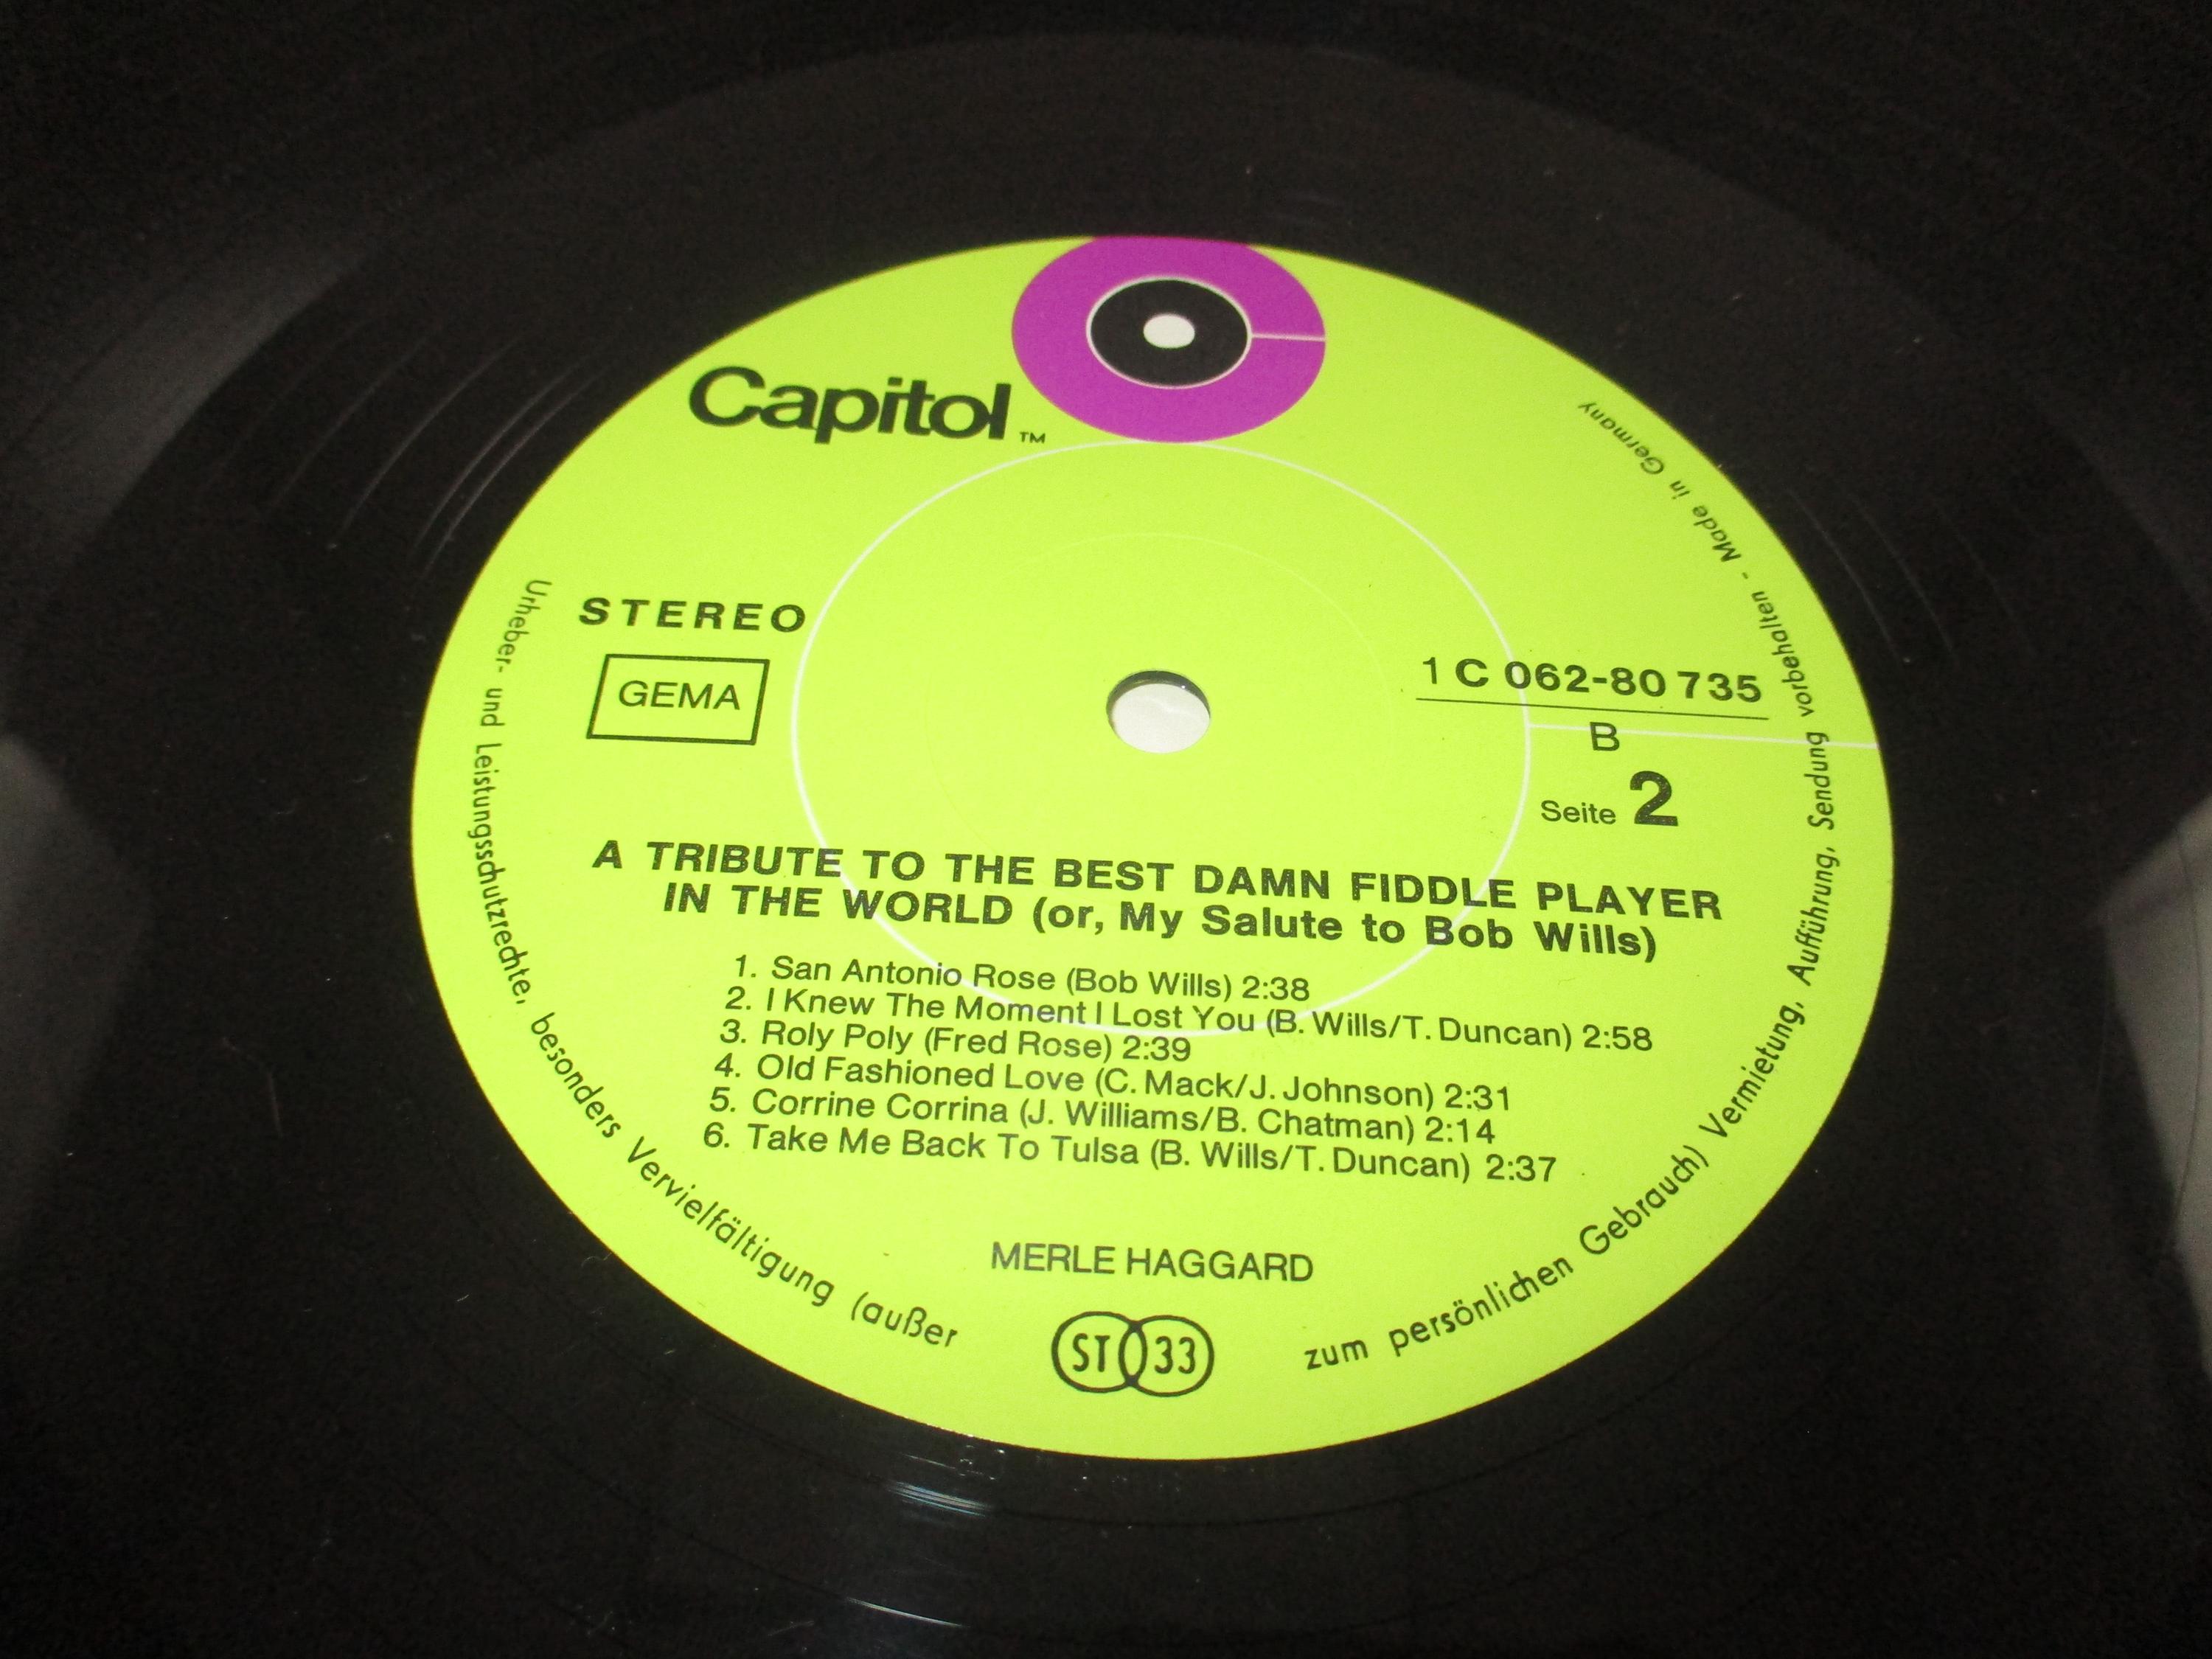 Capitol TM
STEREO
GEMA
1 C 062-80 735
B
Seite 2
A TRIBUTE TO THE BEST DAMN FIDDLE PLAYER
IN THE WORLD (or, My Salute to Bob Wills)
1. San Antonio Rose (Bob Wills) 2:38
2. I Knew The Moment I Lost You (B. Wills/T. Duncan) 2:58
3. Roly Poly (Fred Rose) 2:39
4. Old Fashioned Love (C. Mack/J. Johnson) 2:31
5. Corrine Corrina (J. Williams/B. Chatman) 2:14
6. Take Me Back To Tulsa (B. Wills/T. Duncan) 2:37
MERLE HAGGARD
ST 33
Urheber- und Leistungsschutzrechte, besonders Vervielfältigung (außer zum persönlichen Gebrauch) Vermietung, Aufführung, Sendung vorbehalten - Made in Germany